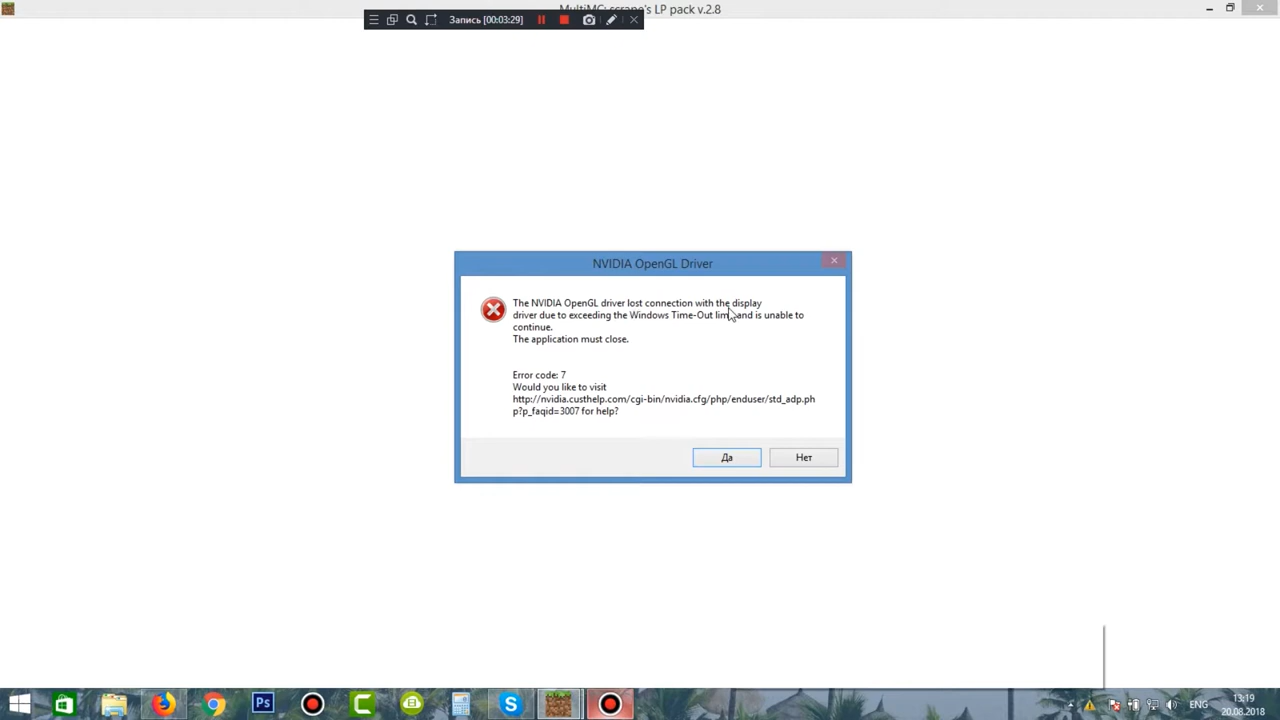 MultiMC: scrape's LP pack v.2.8
Запись [00:03:29]
NVIDIA OpenGL Driver
The NVIDIA OpenGL driver lost connection with the display
driver due to exceeding the Windows Time-Out lim and is unable to
continue.
The application must close.
Error code: 7
Would you like to visit
http://nvidia.custhelp.com/cgi-bin/nvidia.cfg/php/enduser/std_adp.ph
p?p_faqid=3007 for help?
Да
Нет
Ps
ENG
13:19
20.08.2018